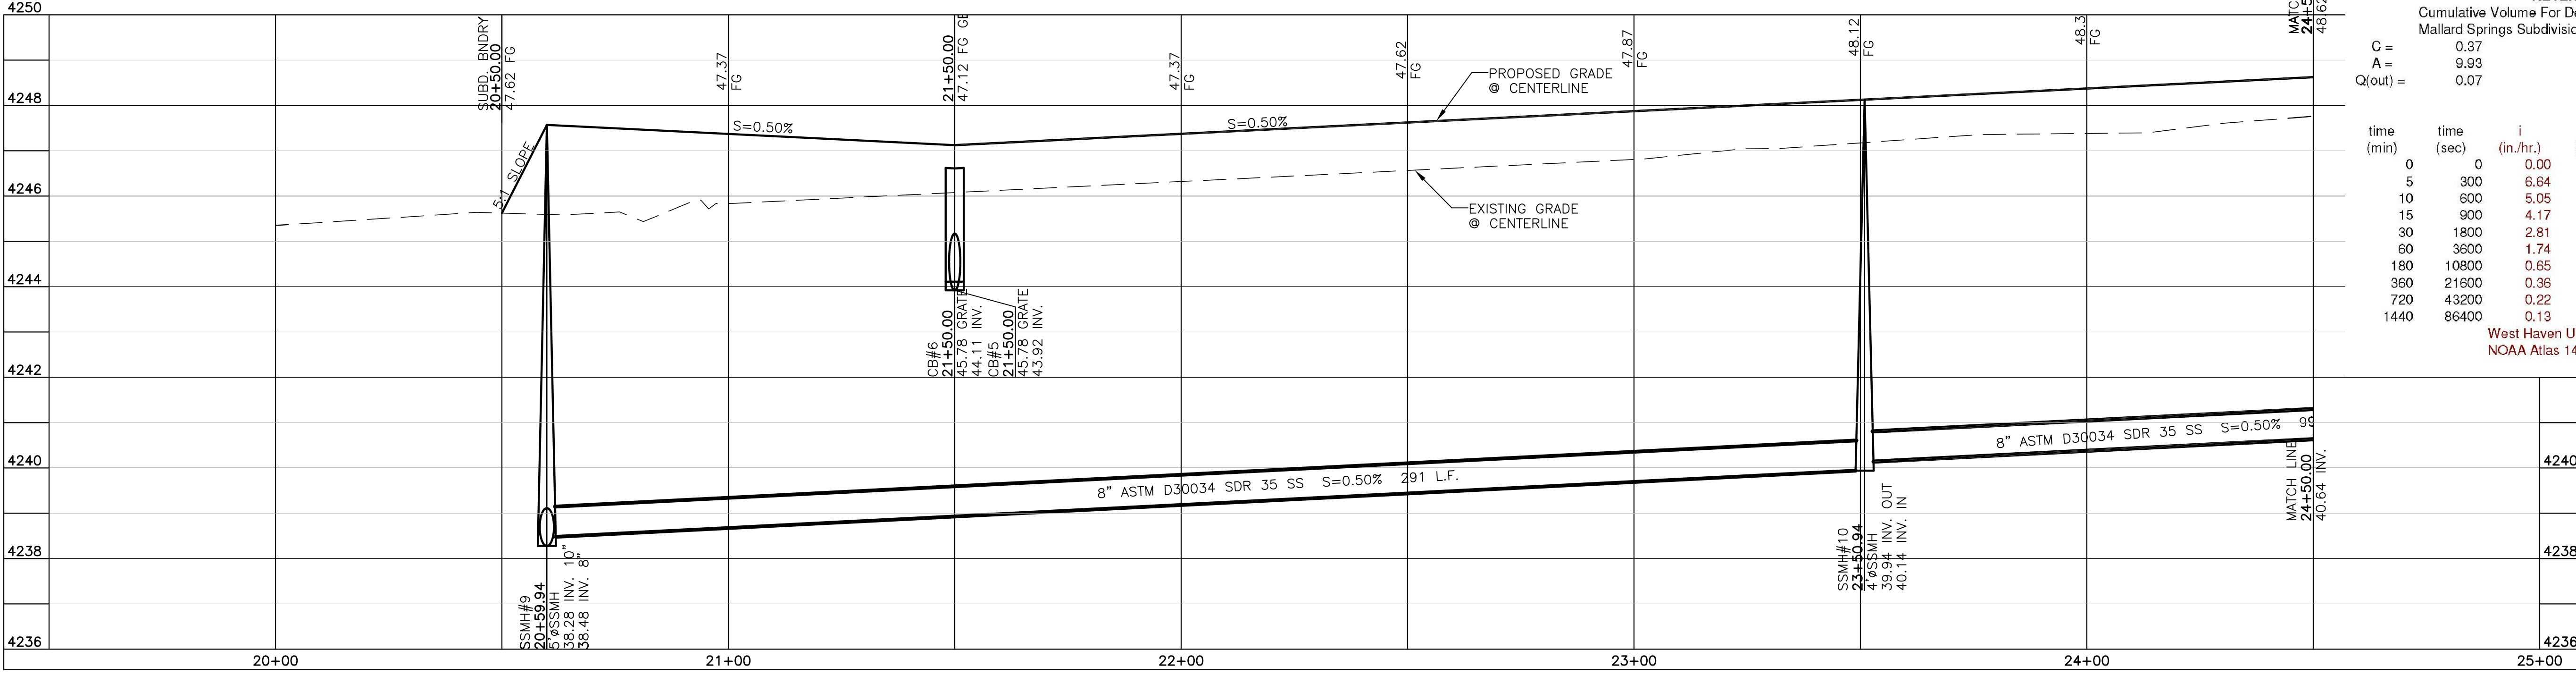 4250
4248
4246
4244
4242
4240
4238
4236
SUBD. BNDRY
20+50.00
47.62 FG
47.37
FG
21+50.00
47.12 FG
47.37
FG
47.62
FG
47.87
FG
48.12
FG
48.3
FG
48.62
5:1 SLOPE
S=0.50%
S=0.50%
PROPOSED GRADE
@ CENTERLINE
EXISTING GRADE
@ CENTERLINE
CB#6
21+50.00
45.78 GRATE
44.11 INV.
CB#5
21+50.00
45.78 GRATE
43.92 INV.
8" ASTM D30034 SDR 35 SS S=0.50% 291 L.F.
8" ASTM D30034 SDR 35 SS S=0.50% 99
SSMH#9
20+59.94
5'øSSMH
38.28 INV. 10"
38.48 INV. 8"
SSMH#10
23+50.94
4'øSSMH
39.94 INV. OUT
40.14 INV. IN
MATCH LINE
24+50.00
40.64 INV.
Cumulative Volume For
Mallard Springs
C = 0.37
A = 9.93
Q(out) = 0.07
time time i
(min) (sec) (in./hr.)
0 0 0.00
5 300 6.64
10 600 5.05
15 900 4.17
30 1800 2.81
60 3600 1.74
180 10800 0.65
360 21600 0.36
720 43200 0.22
1440 86400 0.13
West Haven U
NOAA Atlas 14
4240
4238
4236
20+00
21+00
22+00
23+00
24+00
25+00